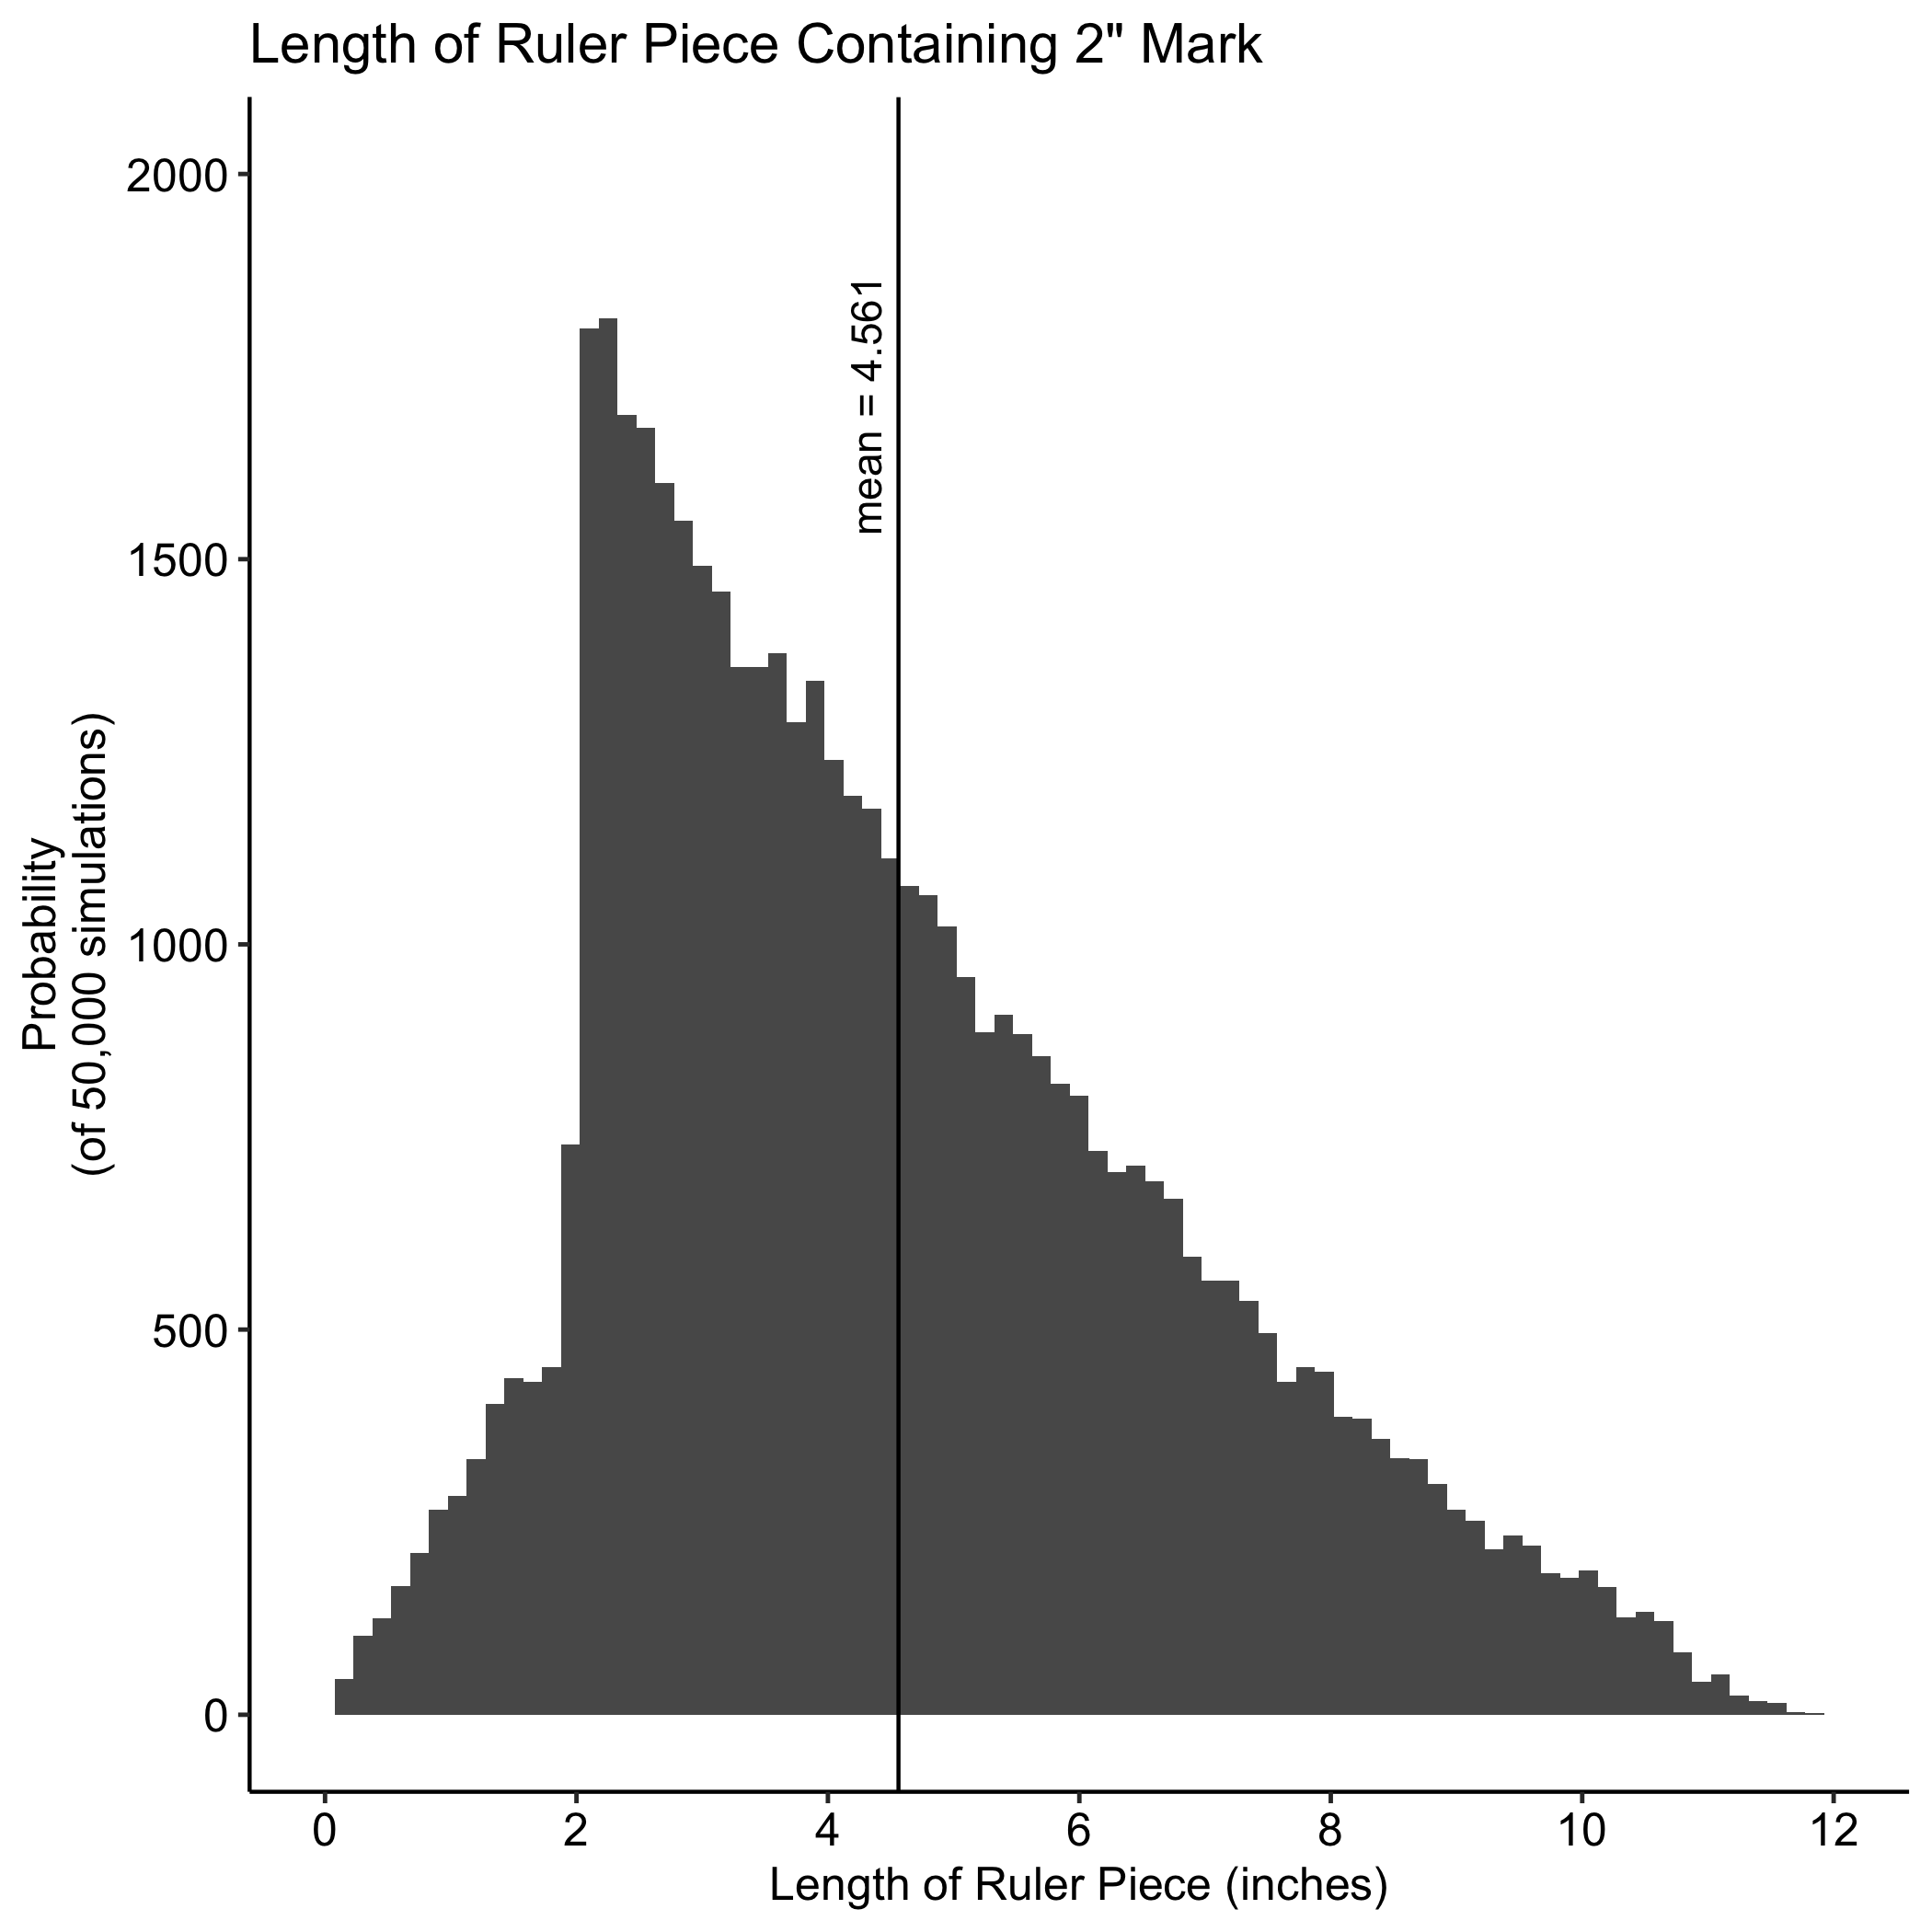 Length of Ruler Piece Containing 2" Mark
2000
1500
1000
500
0
Probability
(of 50,000 simulations)
mean = 4.561
0 2 4 6 8 10 12
Length of Ruler Piece (inches)